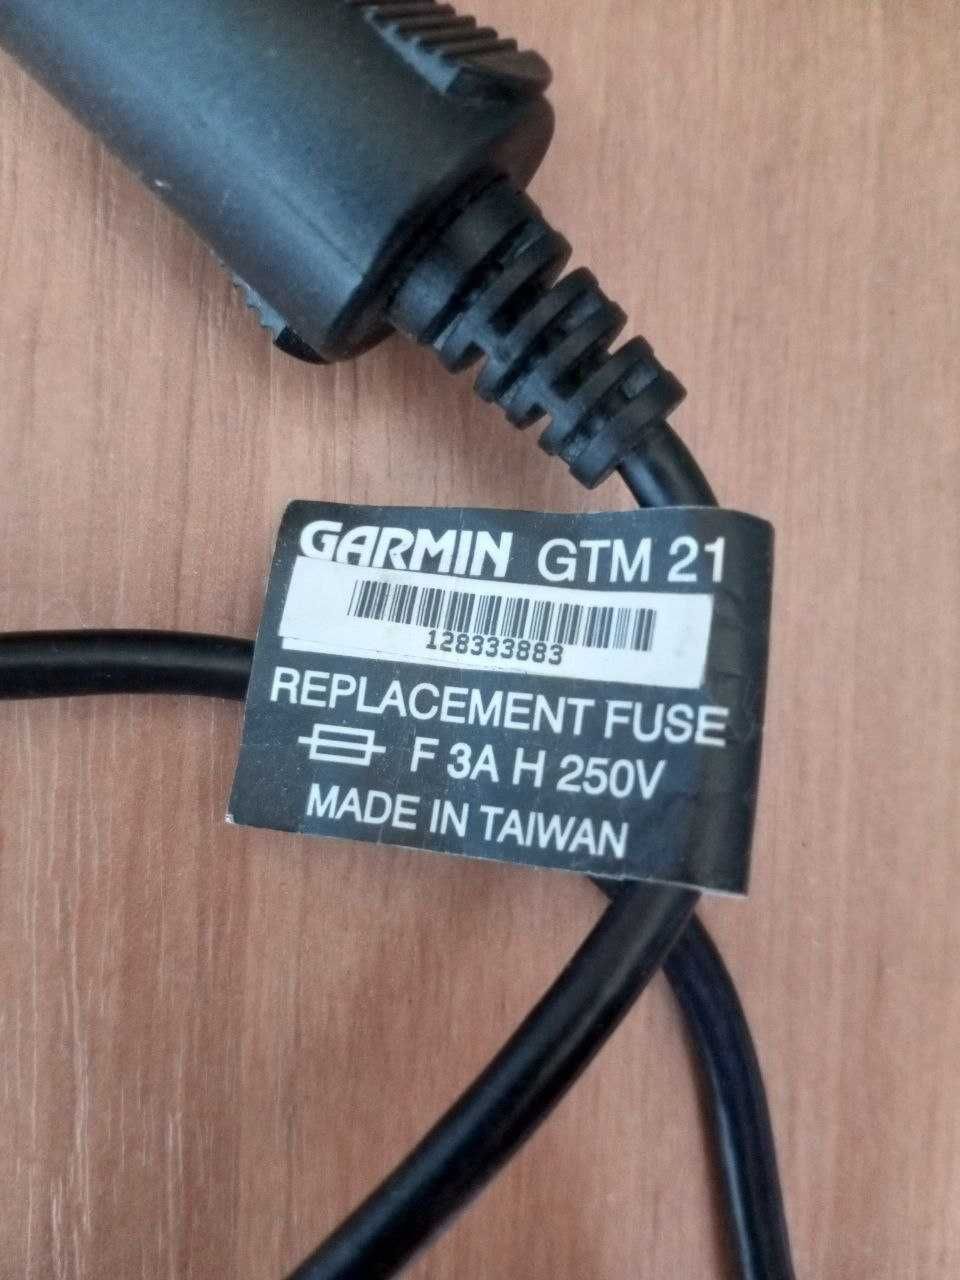 GARMIN GTM 21
128333883
REPLACEMENT FUSE
F 3A H 250V
MADE IN TAIWAN